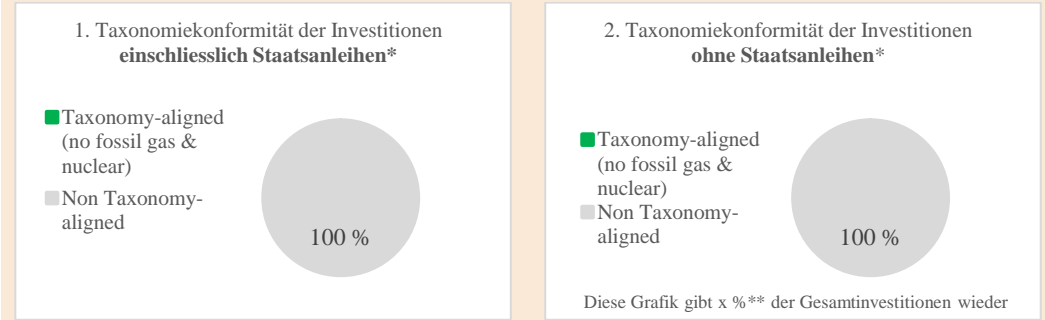 1. Taxonomiekonformität der Investitionen
einschliesslich Staatsanleihen*
Taxonomy-aligned
(no fossil gas &
nuclear)
Non Taxonomy-
aligned
100 %
2. Taxonomiekonformität der Investitionen
ohne Staatsanleihen*
Taxonomy-aligned
(no fossil gas &
nuclear)
Non Taxonomy-
aligned
100 %
Diese Grafik gibt x %** der Gesamtinvestitionen wieder